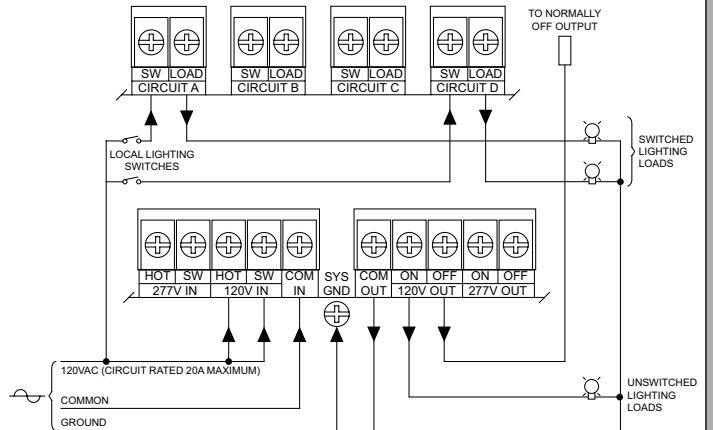 TO NORMALLY
OFF OUTPUT
SW LOAD SW LOAD SW LOAD SW LOAD
CIRCUIT A CIRCUIT B CIRCUIT C CIRCUIT D
LOCAL LIGHTING
SWITCHES
SWITCHED
LIGHTING
LOADS
HOT SW HOT SW COM SYS COM ON OFF ON OFF
277V IN 120V IN IN GND OUT 120V OUT 277V OUT
120VAC (CIRCUIT RATED 20A MAXIMUM)
COMMON
GROUND
UNSWITCHED
LIGHTING
LOADS